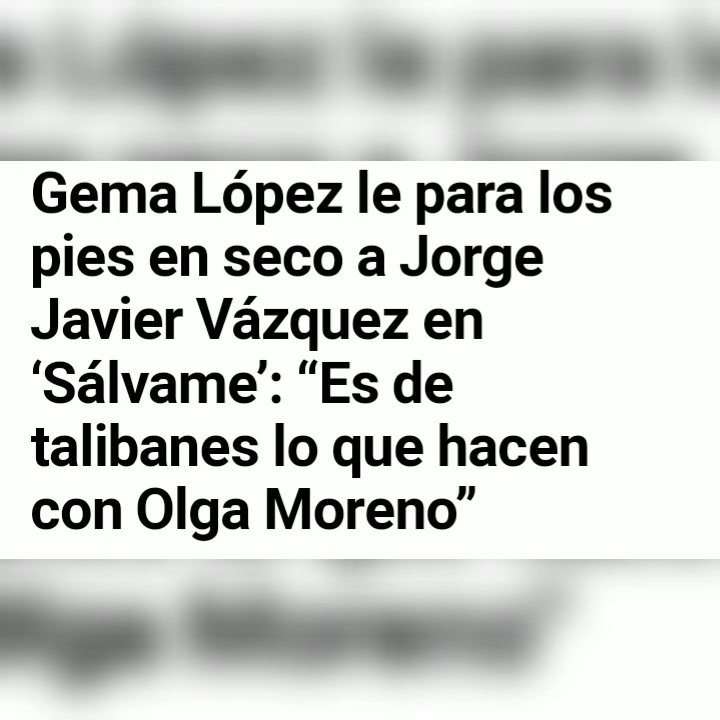 Gema López le para los
pies en seco a Jorge
Javier Vázquez en
‘Sálvame’: “Es de
talibanes lo que hacen
con Olga Moreno”